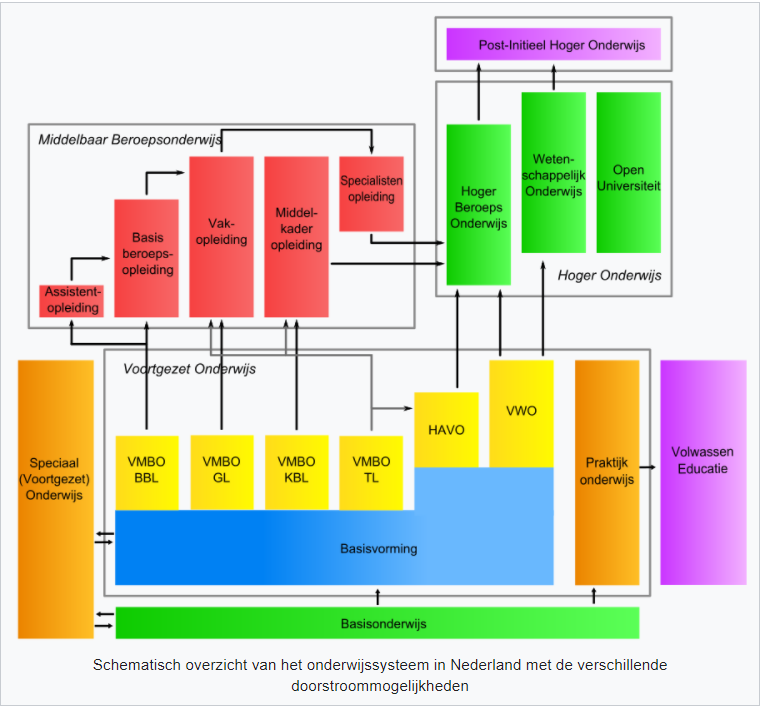 Post-Initieel Hoger Onderwijs
Middelbaar Beroepsonderwijs
Specialisten
opleiding
Vak-
opleiding
Middel-
kader
opleiding
Basis
beroeps-
opleiding
Assistent-
opleiding
Hoger
Beroeps
Onderwijs
Weten-
schappelijk
Onderwijs
Open
Universiteit
Hoger Onderwijs
Voortgezet Onderwijs
Speciaal
(Voortgezet)
Onderwijs
VMBO
BBL
VMBO
GL
VMBO
KBL
VMBO
TL
HAVO
VWO
Praktijk
onderwijs
Volwassen
Educatie
Basisvorming
Basisonderwijs
Schematisch overzicht van het onderwijssysteem in Nederland met de verschillende
doorstroommogelijkheden